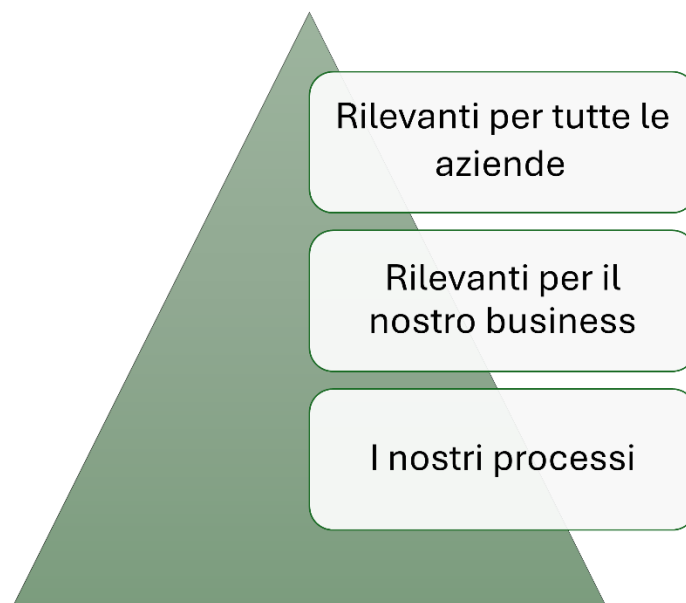 Rilevanti per tutte le
aziende
Rilevanti per il
nostro business
I nostri processi